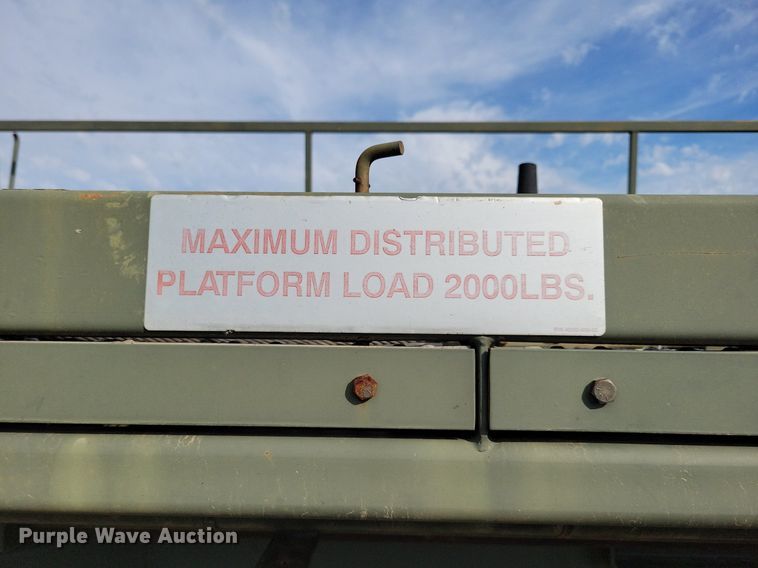 MAXIMUM DISTRIBUTED
PLATFORM LOAD 2000LBS.
Purple Wave Auction